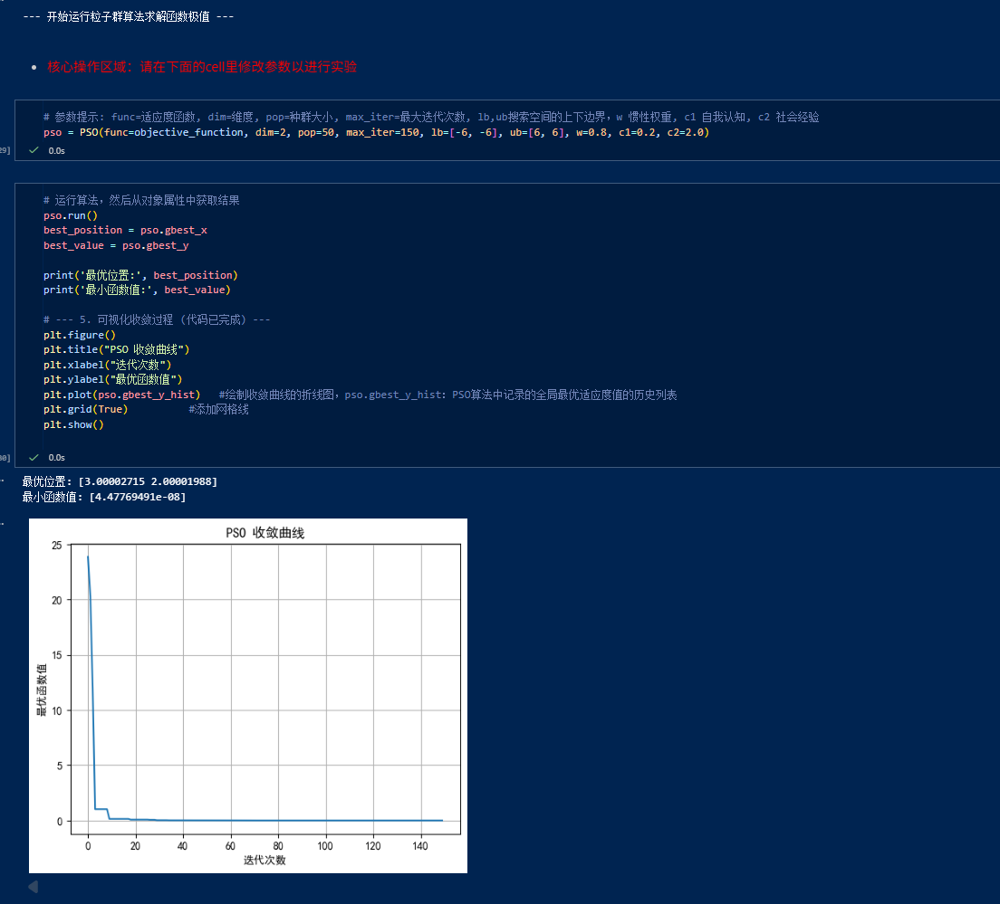 --- 开始运行粒子群算法求解函数极值 ---
核心操作区域：请在下面的cell里修改参数以进行实验
# 参数提示: func=适应度函数, dim=维度, pop=种群大小, max_iter=最大迭代次数, lb,ub搜索空间的上下边界，w 惯性权重, c1 自我认知, c2 社会经验
pso = PSO(func=objective_function, dim=2, pop=50, max_iter=150, lb=[-6, -6], ub=[6, 6], w=0.8, c1=0.2, c2=2.0)
29]
0.0s
# 运行算法，然后从对象属性中获取结果
pso.run()
best_position = pso.gbest_x
best_value = pso.gbest_y
print('最优位置:', best_position)
print('最小函数值:', best_value)
# --- 5. 可视化收敛过程 (代码已完成) ---
plt.figure()
plt.title("PSO 收敛曲线")
plt.xlabel("迭代次数")
plt.ylabel("最优函数值")
plt.plot(pso.gbest_y_hist)   #绘制收敛曲线的折线图，pso.gbest_y_hist：PSO算法中记录的全局最优适应度值的历史列表
plt.grid(True)          #添加网格线
plt.show()
30]
0.0s
最优位置: [3.00002715 2.00001988]
最小函数值: [4.47769491e-08]
PSO 收敛曲线
25
20
15
10
5
0
最优函数值
0 20 40 60 80 100 120 140
迭代次数